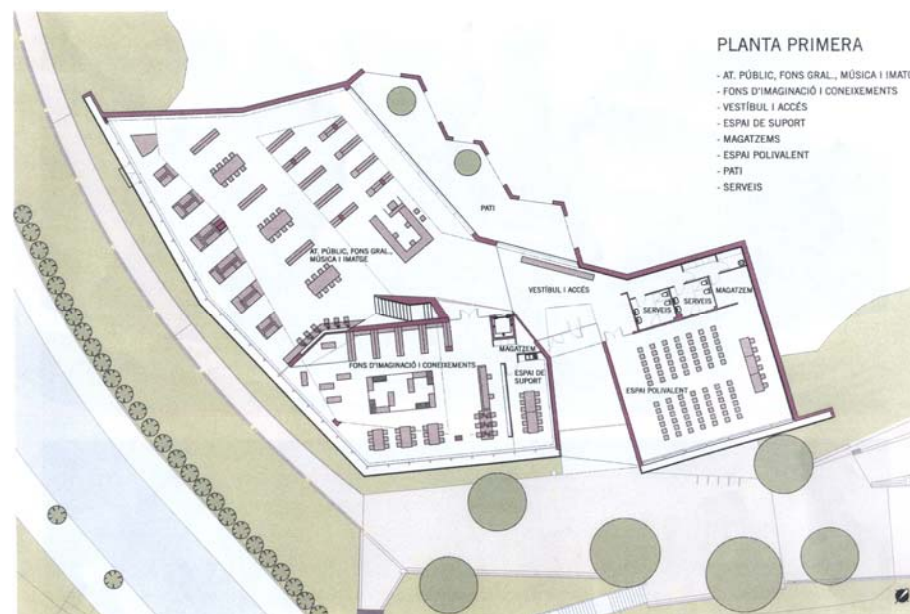 PLANTA PRIMERA
- AT. PÚBLIC, FONS GRAL., MÚSICA I IMATG
- FONS D'IMAGINACIÓ I CONEIXEMENTS
- VESTÍBUL I ACCÉS
- ESPAI DE SUPORT
- MAGATZEMS
- ESPAI POLIVALENT
- PATI
- SERVEIS
PATI
AT. PÚBLIC, FONS GRAL.,
MÚSICA I IMATGE
VESTÍBUL I ACCÉS
SERVEIS
SERVEIS
MAGATZEM
MAGATZEM
FONS D'IMAGINACIÓ I CONEIXEMENTS
ESPAI DE
SUPORT
ESPAI POLIVALENT